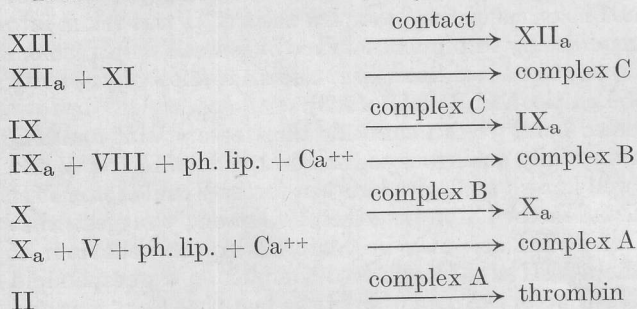 XII contact → XIIa
XIIa + XI → complex C
IX complex C → IXa
IXa + VIII + ph. lip. + Ca++ → complex B
X complex B → Xa
Xa + V + ph. lip. + Ca++ → complex A
II complex A → thrombin